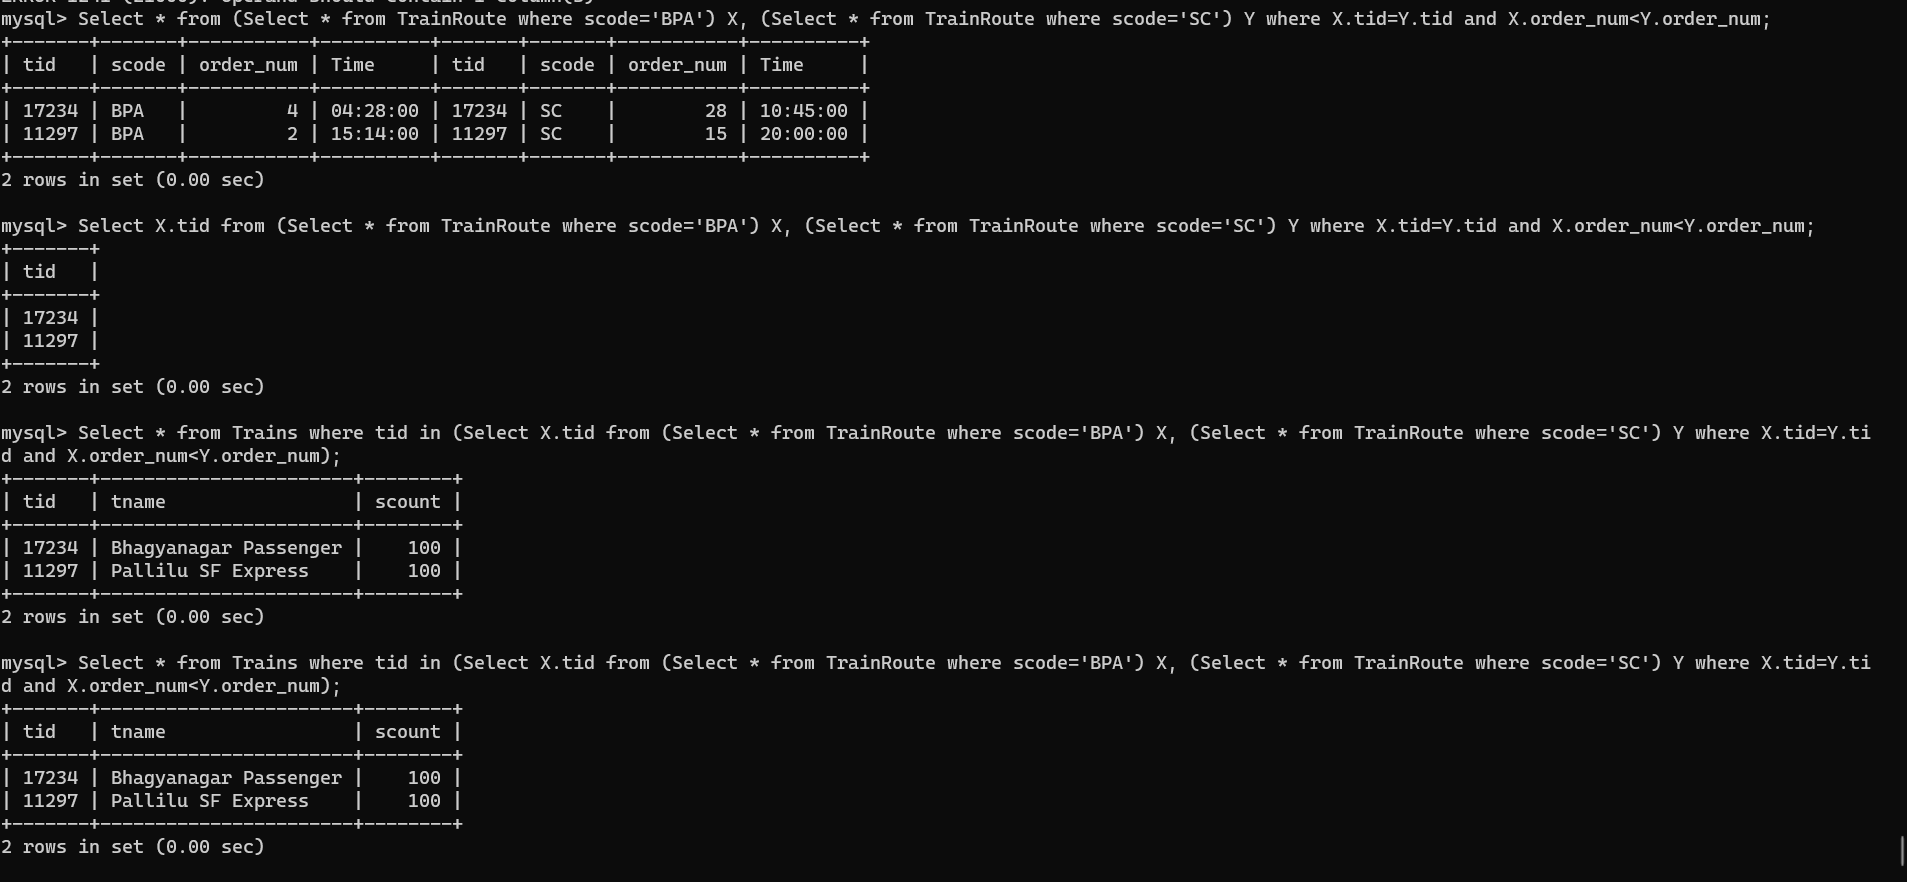 mysql> Select * from (Select * from TrainRoute where scode='BPA') X, (Select * from TrainRoute where scode='SC') Y where X.tid=Y.tid and X.order_num<Y.order_num;
+-------+-------+-----------+----------+-------+-------+-----------+----------+
| tid   | scode | order_num | Time     | tid   | scode | order_num | Time     |
+-------+-------+-----------+----------+-------+-------+-----------+----------+
| 17234 | BPA   |         4 | 04:28:00 | 17234 | SC    |        28 | 10:45:00 |
| 11297 | BPA   |         2 | 15:14:00 | 11297 | SC    |        15 | 20:00:00 |
+-------+-------+-----------+----------+-------+-------+-----------+----------+
2 rows in set (0.00 sec)
mysql> Select X.tid from (Select * from TrainRoute where scode='BPA') X, (Select * from TrainRoute where scode='SC') Y where X.tid=Y.tid and X.order_num<Y.order_num;
+-------+
| tid   |
+-------+
| 17234 |
| 11297 |
+-------+
2 rows in set (0.00 sec)
mysql> Select * from Trains where tid in (Select X.tid from (Select * from TrainRoute where scode='BPA') X, (Select * from TrainRoute where scode='SC') Y where X.tid=Y.ti
d and X.order_num<Y.order_num);
+-------+-----------------------+--------+
| tid   | tname                 | scount |
+-------+-----------------------+--------+
| 17234 | Bhagyanagar Passenger |    100 |
| 11297 | Pallilu SF Express    |    100 |
+-------+-----------------------+--------+
2 rows in set (0.00 sec)
mysql> Select * from Trains where tid in (Select X.tid from (Select * from TrainRoute where scode='BPA') X, (Select * from TrainRoute where scode='SC') Y where X.tid=Y.ti
d and X.order_num<Y.order_num);
+-------+-----------------------+--------+
| tid   | tname                 | scount |
+-------+-----------------------+--------+
| 17234 | Bhagyanagar Passenger |    100 |
| 11297 | Pallilu SF Express    |    100 |
+-------+-----------------------+--------+
2 rows in set (0.00 sec)